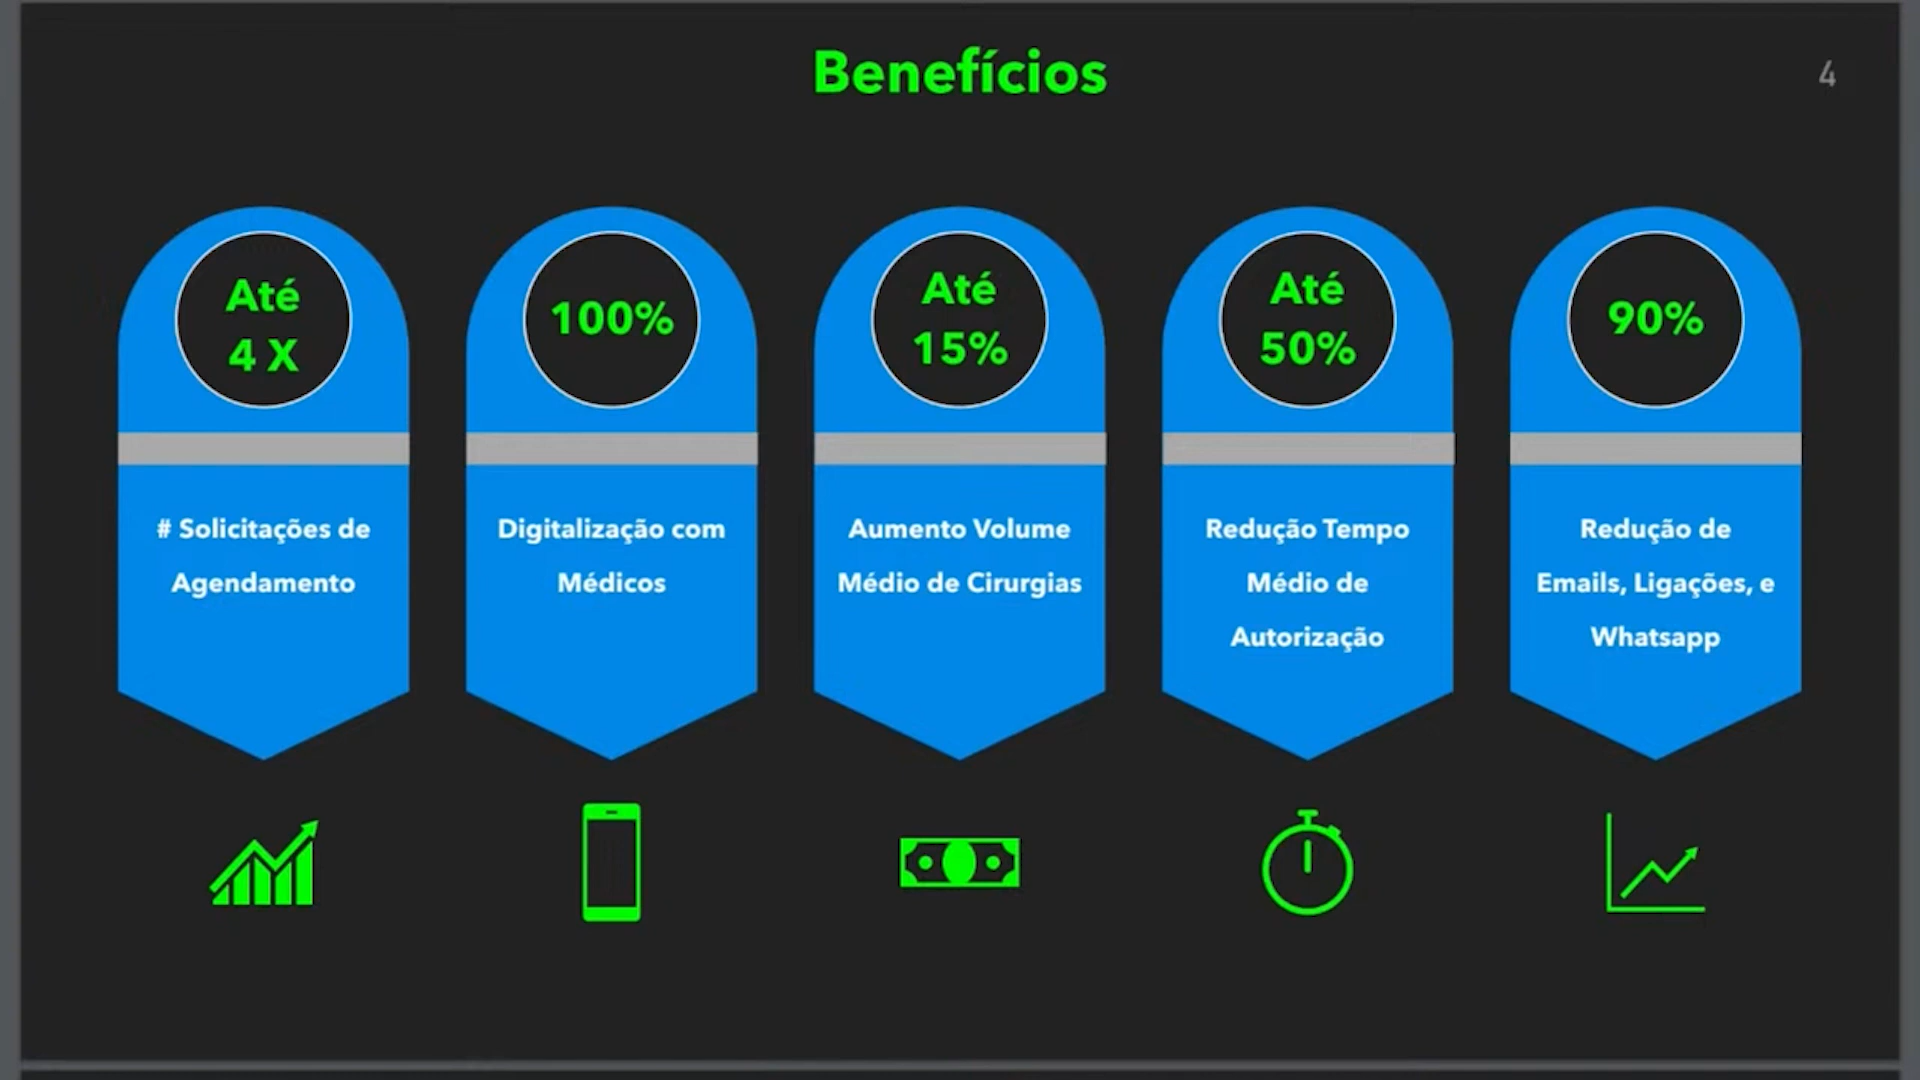 Benefícios
4
Até
4 X
# Solicitações de
Agendamento
100%
Digitalização com
Médicos
Até
15%
Aumento Volume
Médio de Cirurgias
Até
50%
Redução Tempo
Médio de
Autorização
90%
Redução de
Emails, Ligações, e
Whatsapp